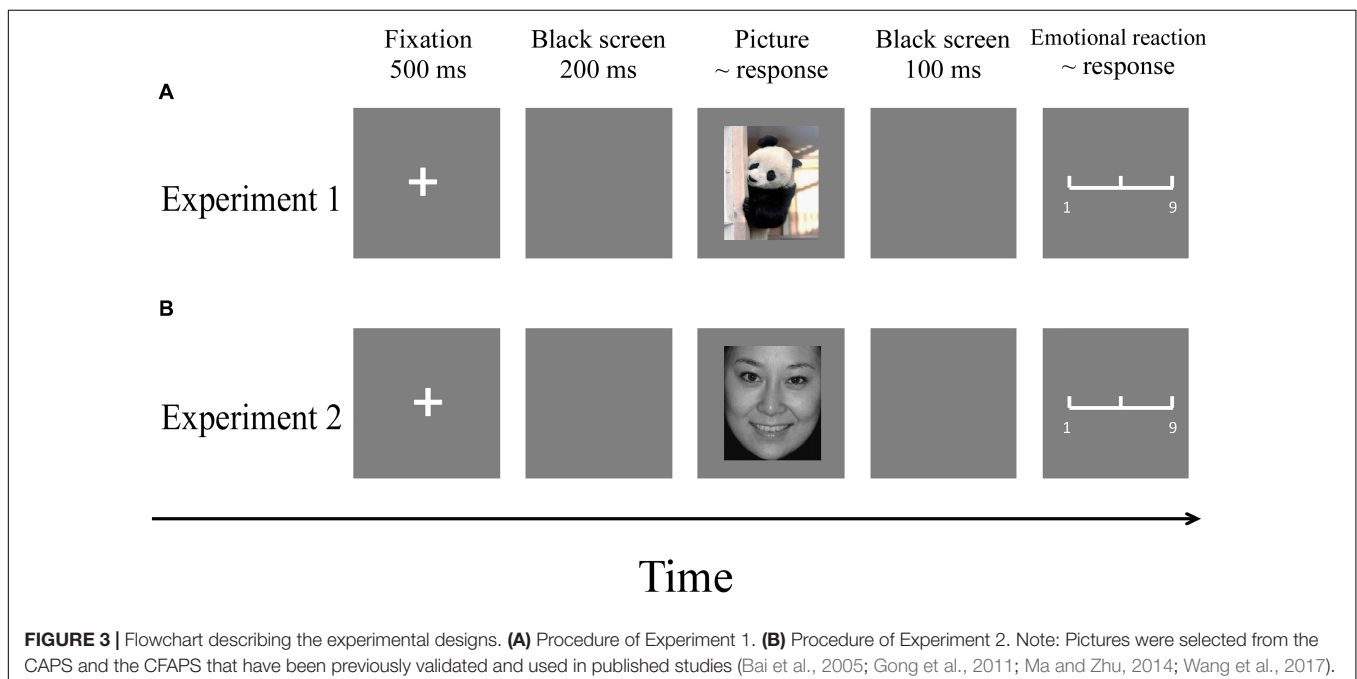 Fixation
500 ms
Black screen
200 ms
Picture
~ response
Black screen
100 ms
Emotional reaction
~ response
A
Experiment 1
1 9
B
Experiment 2
1 9
Time
FIGURE 3 | Flowchart describing the experimental designs. (A) Procedure of Experiment 1. (B) Procedure of Experiment 2. Note: Pictures were selected from the
CAPS and the CFAPS that have been previously validated and used in published studies (Bai et al., 2005; Gong et al., 2011; Ma and Zhu, 2014; Wang et al., 2017).